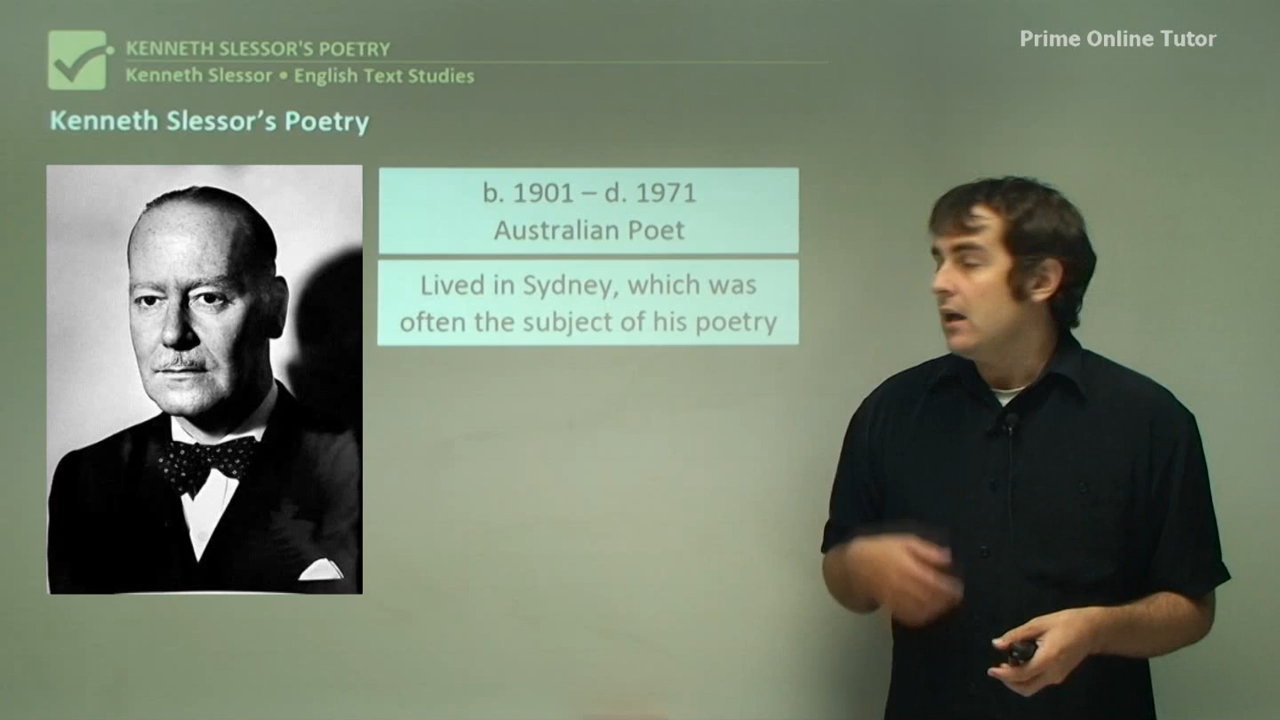 Prime Online Tutor
KENNETH SLESSOR'S POETRY
Kenneth Slessor • English Text Studies
Kenneth Slessor's Poetry
b. 1901 – d. 1971
Australian Poet
Lived in Sydney, which was
often the subject of his poetry